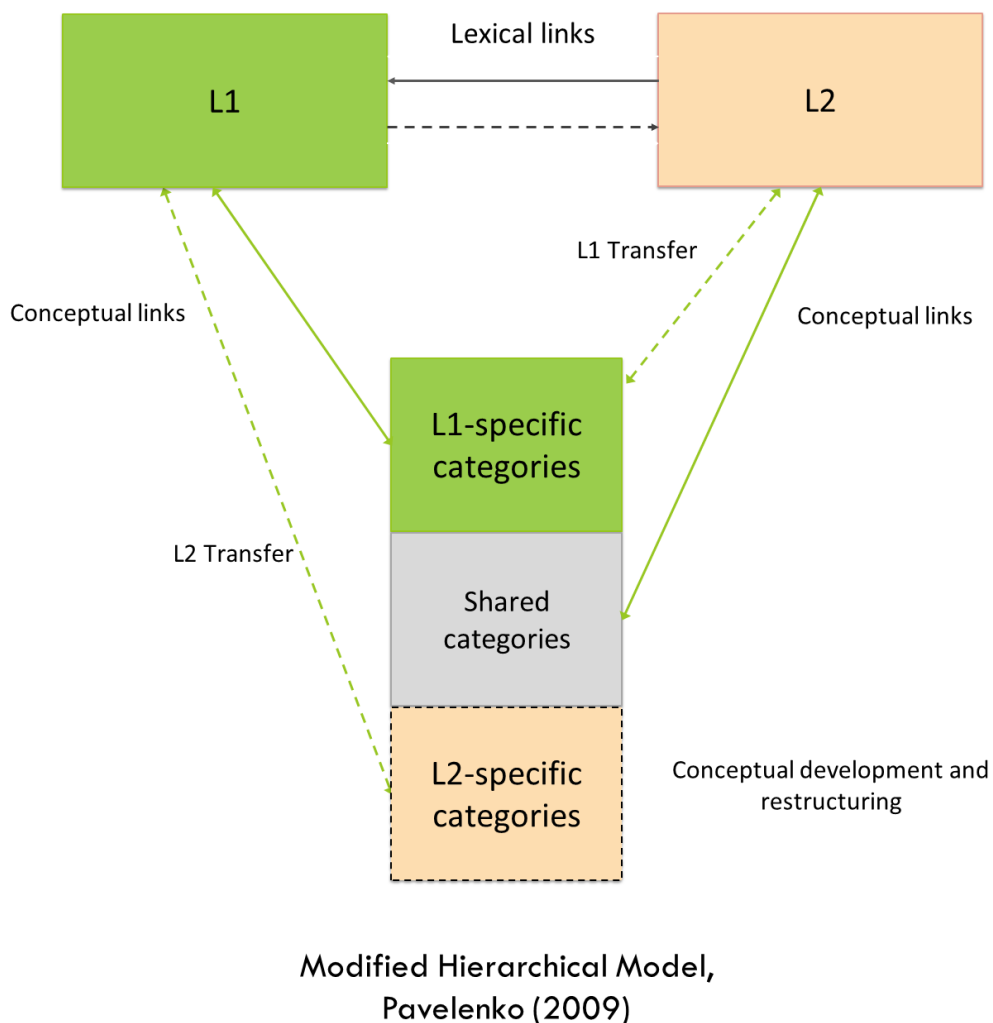 Lexical links
L1
L2
L1 Transfer
Conceptual links
Conceptual links
L1-specific
categories
L2 Transfer
Shared
categories
L2-specific
categories
Conceptual development and
restructuring
Modified Hierarchical Model,
Pavelenko (2009)